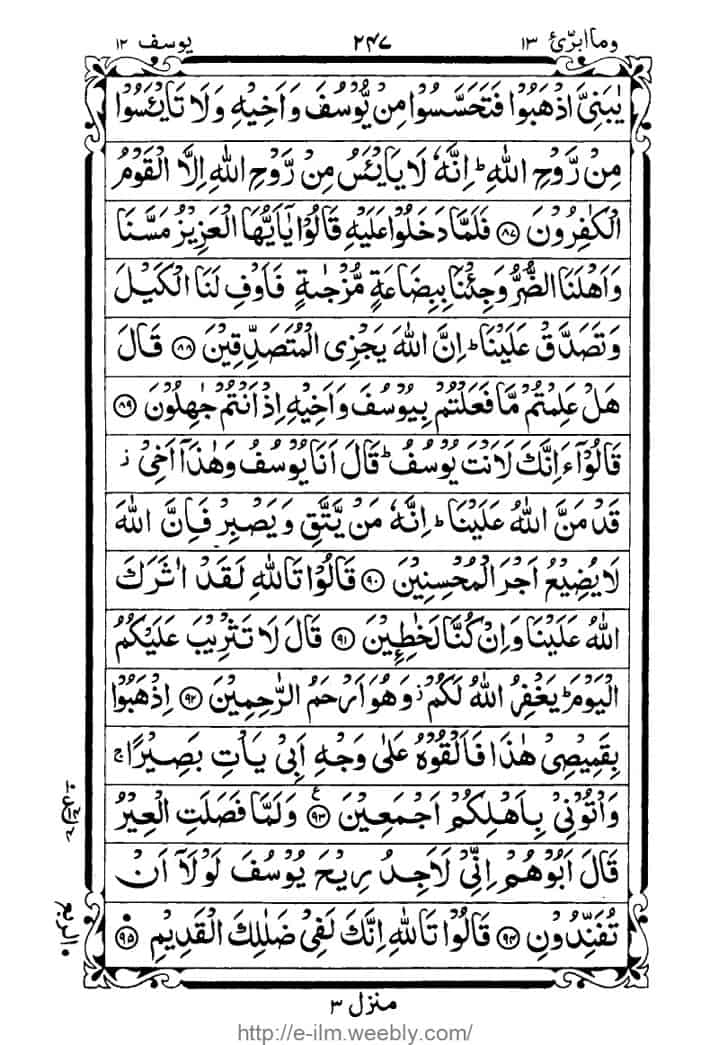 وما ابرئ ١٣ ٢٤٧ يوسف ١٢
يٰبَنِيَّ اذْهَبُوْا فَتَحَسَّسُوْا مِنْ يُّوْسُفَ وَاَخِيْهِ وَلَا تَايْـَٔسُوْا
مِنْ رَّوْحِ اللّٰهِ ؕ اِنَّهٗ لَا يَايْـَٔسُ مِنْ رَّوْحِ اللّٰهِ اِلَّا الْقَوْمُ
الْكٰفِرُوْنَ ﴿۸۷﴾ فَلَمَّا دَخَلُوْا عَلَيْهِ قَالُوْا يٰۤاَيُّهَا الْعَزِيْزُ مَسَّنَا
وَاَهْلَنَا الضُّرُّ وَجِئْنَا بِبِضَاعَةٍ مُّزْجٰىةٍ فَاَوْفِ لَنَا الْكَيْلَ
وَتَصَدَّقْ عَلَيْنَا ؕ اِنَّ اللّٰهَ يَجْزِى الْمُتَصَدِّقِيْنَ ﴿۸۸﴾ قَالَ
هَلْ عَلِمْتُمْ مَّا فَعَلْتُمْ بِيُوْسُفَ وَاَخِيْهِ اِذْ اَنْتُمْ جٰهِلُوْنَ ﴿۸۹﴾
قَالُوْۤا ءَاِنَّكَ لَاَنْتَ يُوْسُفُ ؕ قَالَ اَنَا يُوْسُفُ وَهٰذَاۤ اَخِيْ ز
قَدْ مَنَّ اللّٰهُ عَلَيْنَا ؕ اِنَّهٗ مَنْ يَّتَّقِ وَيَصْبِرْ فَاِنَّ اللّٰهَ
لَا يُضِيْعُ اَجْرَ الْمُحْسِنِيْنَ ﴿۹۰﴾ قَالُوْا تَاللّٰهِ لَقَدْ اٰثَرَكَ
اللّٰهُ عَلَيْنَا وَاِنْ كُنَّا لَخٰطِـِٕيْنَ ﴿۹۱﴾ قَالَ لَا تَثْرِيْبَ عَلَيْكُمُ
الْيَوْمَ ؕ يَغْفِرُ اللّٰهُ لَكُمْ ز وَهُوَ اَرْحَمُ الرّٰحِمِيْنَ ﴿۹۲﴾ اِذْهَبُوْا
بِقَمِيْصِيْ هٰذَا فَاَلْقُوْهُ عَلٰى وَجْهِ اَبِيْ يَاْتِ بَصِيْرًا ۚ
وَاْتُوْنِيْ بِاَهْلِكُمْ اَجْمَعِيْنَ ﴿۹۳﴾ ع وَلَمَّا فَصَلَتِ الْعِيْرُ
قَالَ اَبُوْهُمْ اِنِّيْ لَاَجِدُ رِيْحَ يُوْسُفَ لَوْلَاۤ اَنْ
تُفَنِّدُوْنِ ﴿۹۴﴾ قَالُوْا تَاللّٰهِ اِنَّكَ لَفِيْ ضَلٰلِكَ الْقَدِيْمِ ﴿۹۵﴾
الربع
منزل ٣
http://e-ilm.weebly.com/